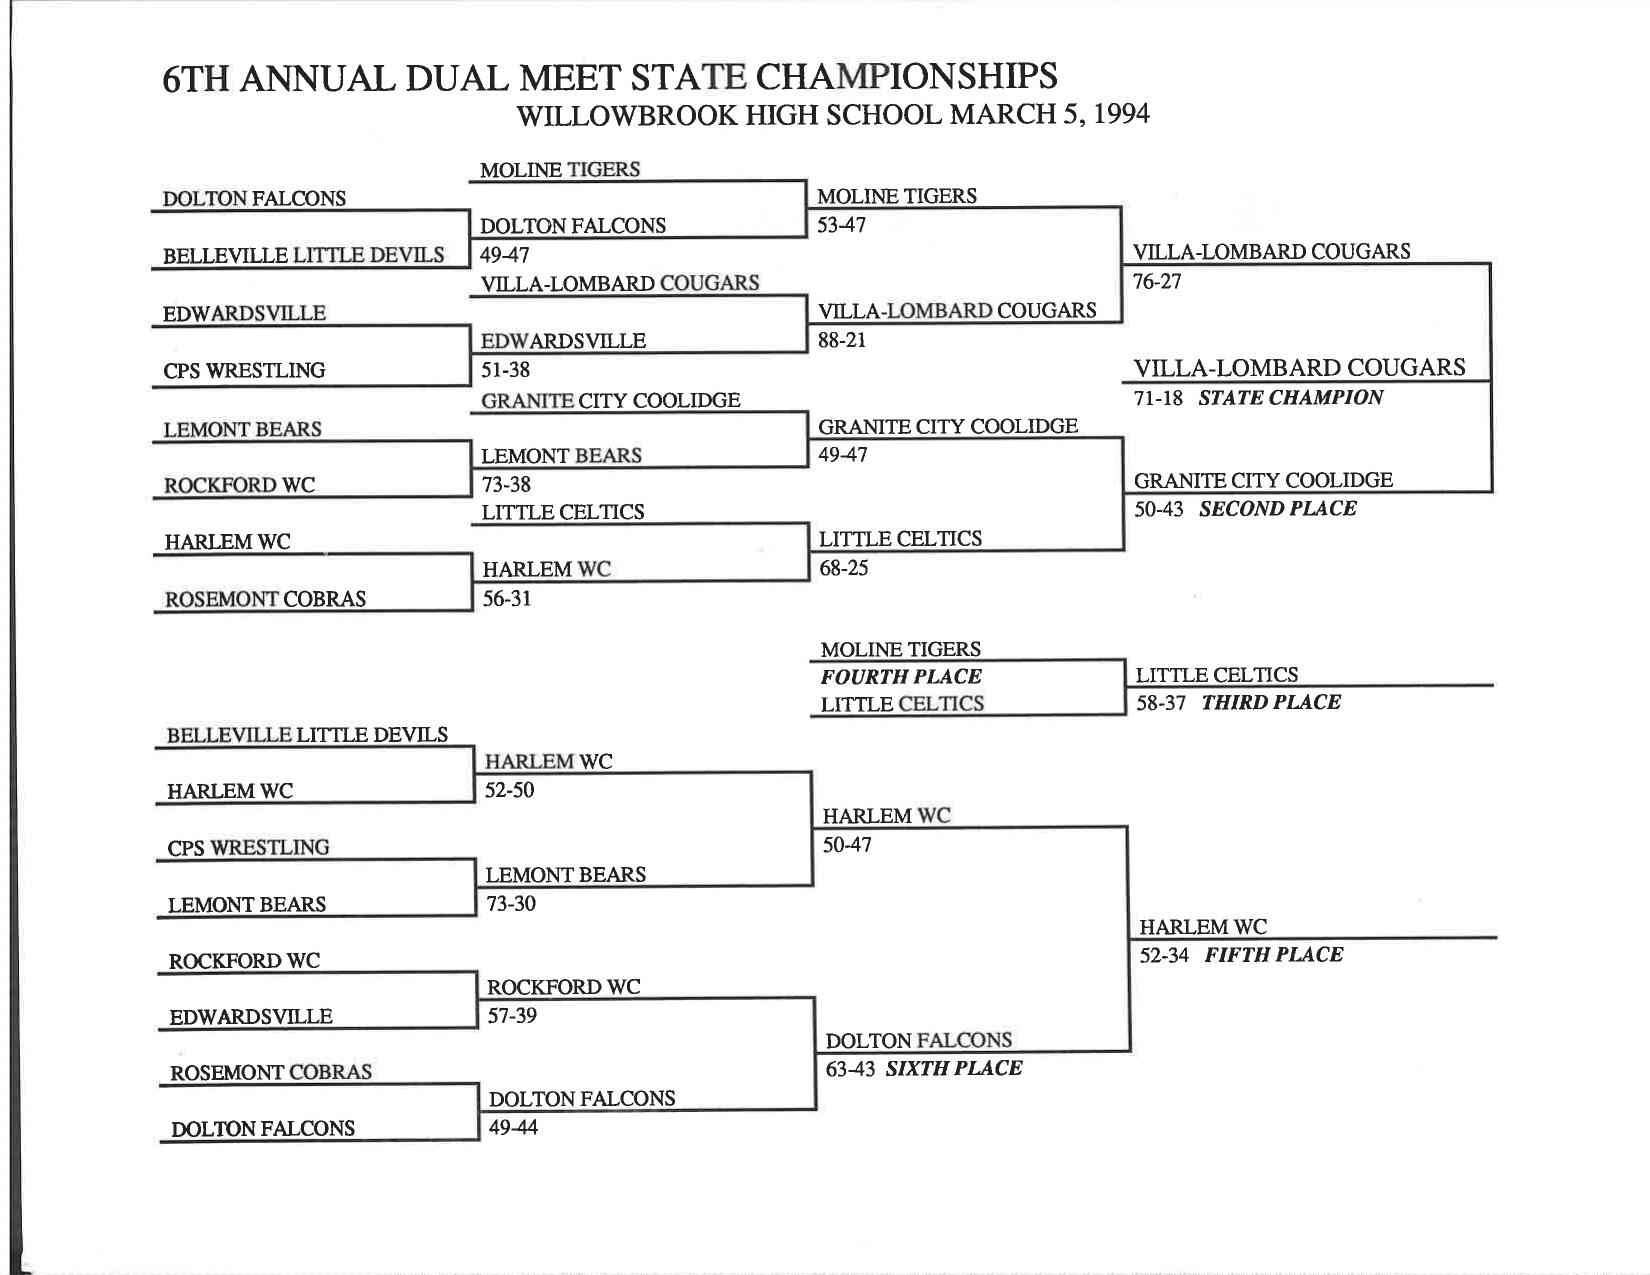 6TH ANNUAL DUAL MEET STATE CHAMPIONSHIPS
WILLOWBROOK HIGH SCHOOL MARCH 5, 1994
MOLINE TIGERS
DOLTON FALCONS
MOLINE TIGERS
DOLTON FALCONS
53-47
BELLEVILLE LITTLE DEVILS
49-47
VILLA-LOMBARD COUGARS
VILLA-LOMBARD COUGARS
76-27
EDWARDSVILLE
VILLA-LOMBARD COUGARS
EDWARDSVILLE
88-21
CPS WRESTLING
51-38
VILLA-LOMBARD COUGARS
GRANITE CITY COOLIDGE
71-18 STATE CHAMPION
LEMONT BEARS
GRANITE CITY COOLIDGE
LEMONT BEARS
49-47
ROCKFORD WC
73-38
GRANITE CITY COOLIDGE
LITTLE CELTICS
50-43 SECOND PLACE
HARLEM WC
LITTLE CELTICS
HARLEM WC
68-25
ROSEMONT COBRAS
56-31
MOLINE TIGERS
FOURTH PLACE
LITTLE CELTICS
LITTLE CELTICS
58-37 THIRD PLACE
BELLEVILLE LITTLE DEVILS
HARLEM WC
HARLEM WC
52-50
HARLEM WC
50-47
CPS WRESTLING
LEMONT BEARS
LEMONT BEARS
73-30
HARLEM WC
52-34 FIFTH PLACE
ROCKFORD WC
ROCKFORD WC
EDWARDSVILLE
57-39
DOLTON FALCONS
63-43 SIXTH PLACE
ROSEMONT COBRAS
DOLTON FALCONS
DOLTON FALCONS
49-44